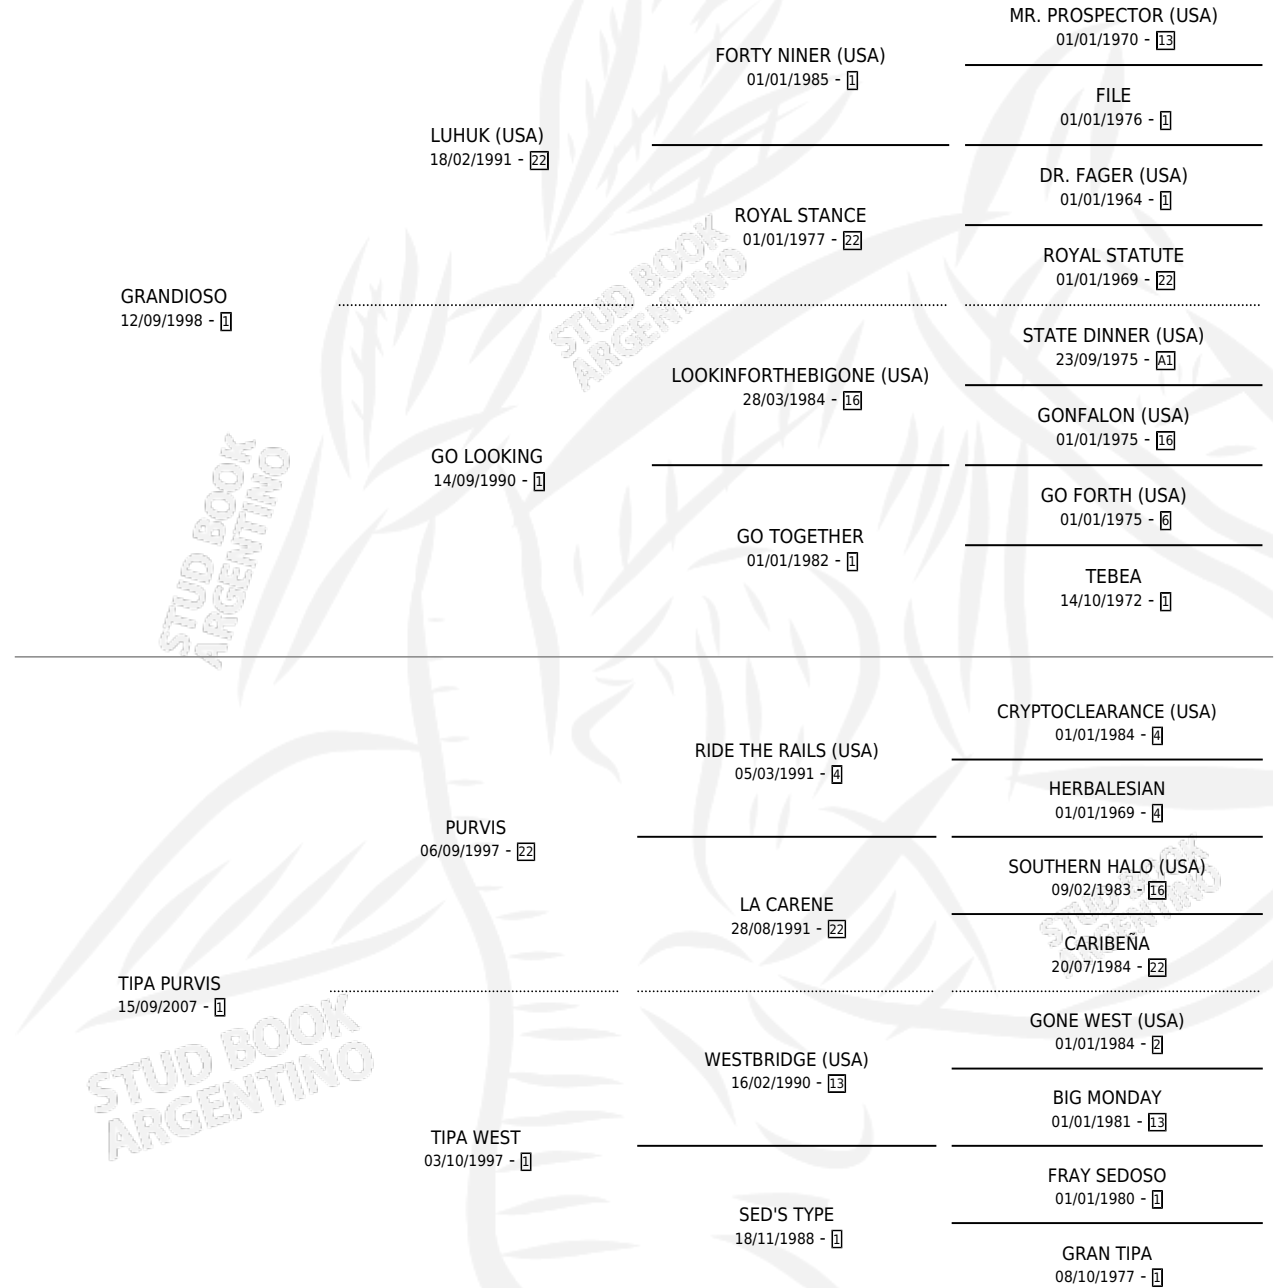 MR. PROSPECTOR (USA)
01/01/1970 - 13
FORTY NINER (USA)
01/01/1985 - 1
FILE
01/01/1976 - 1
LUHUK (USA)
18/02/1991 - 22
DR. FAGER (USA)
01/01/1964 - 1
ROYAL STANCE
01/01/1977 - 22
ROYAL STATUTE
01/01/1969 - 22
GRANDIOSO
12/09/1998 - 1
STATE DINNER (USA)
23/09/1975 - A1
LOOKINFORTHEBIGONE (USA)
28/03/1984 - 16
GONFALON (USA)
01/01/1975 - 16
GO LOOKING
14/09/1990 - 1
GO FORTH (USA)
01/01/1975 - 6
GO TOGETHER
01/01/1982 - 1
TEBEA
14/10/1972 - 1
STUD BOOK
ARGENTINO
STUD BOOK
ARGENTINO
CRYPTOCLEARANCE (USA)
01/01/1984 - 4
RIDE THE RAILS (USA)
05/03/1991 - 4
HERBALESIAN
01/01/1969 - 4
PURVIS
06/09/1997 - 22
SOUTHERN HALO (USA)
09/02/1983 - 16
LA CARENE
28/08/1991 - 22
CARIBEÑA
20/07/1984 - 22
STUD BOOK
ARGENTINO
TIPA PURVIS
15/09/2007 - 1
GONE WEST (USA)
01/01/1984 - 2
WESTBRIDGE (USA)
16/02/1990 - 13
BIG MONDAY
01/01/1981 - 13
TIPA WEST
03/10/1997 - 1
FRAY SEDOSO
01/01/1980 - 1
SED'S TYPE
18/11/1988 - 1
GRAN TIPA
08/10/1977 - 1
STUD BOOK
ARGENTINO